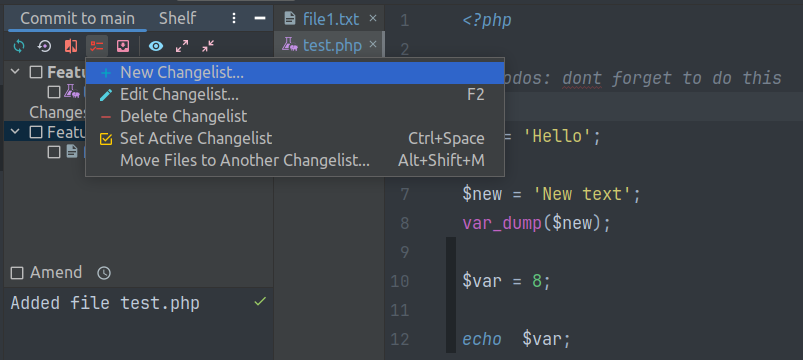 Commit to main Shelf
file1.txt
test.php
New Changelist...
Edit Changelist... F2
Delete Changelist
Set Active Changelist Ctrl+Space
Move Files to Another Changelist... Alt+Shift+M
Featu
Changes
Featu
Amend
Added file test.php
1 <?php
2
odos: dont forget to do this
= 'Hello';
7 $new = 'New text';
8 var_dump($new);
9
10 $var = 8;
11
12 echo $var;